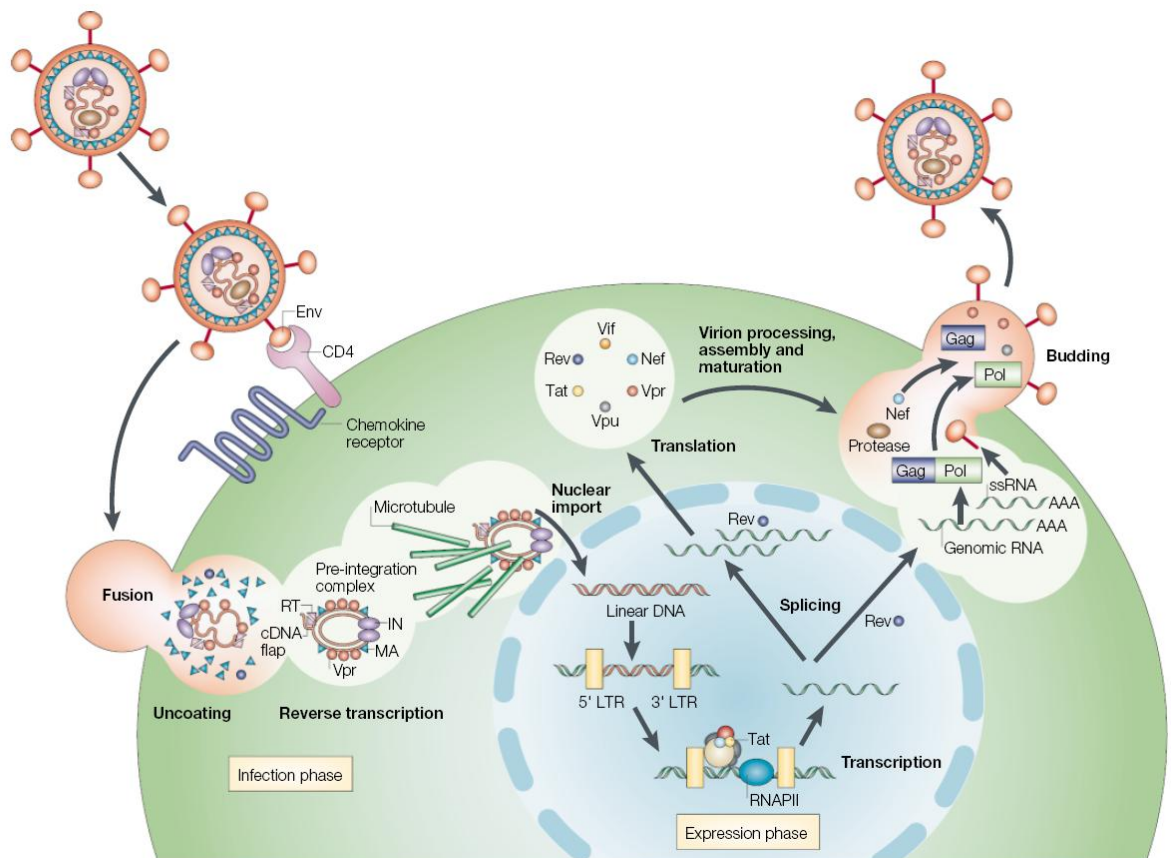 Env
CD4
Chemokine
receptor
Fusion
Uncoating
Pre-integration
complex
RT
cDNA
flap
IN
MA
Vpr
Reverse transcription
Microtubule
Infection phase
Nuclear
import
Linear DNA
5' LTR
3' LTR
Tat
RNAPII
Transcription
Expression phase
Splicing
Rev
Rev
Translation
Vif
Rev
Nef
Tat
Vpr
Vpu
Virion processing,
assembly and
maturation
Genomic RNA
AAA
ssRNA
AAA
Gag
Pol
Protease
Nef
Gag
Pol
Budding